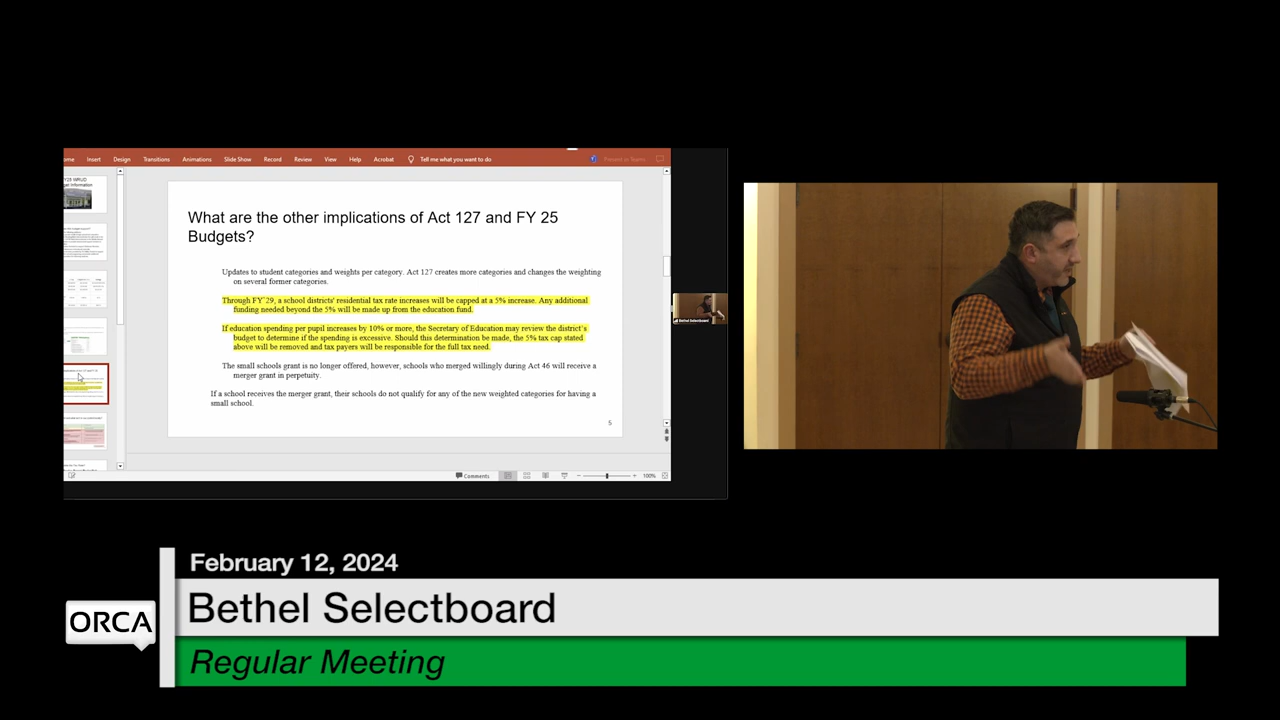 ome Insert Design Transitions Animations Slide Show Record Review View Help Acrobat Tell me what you want to do
What are the other implications of Act 127 and FY 25
Budgets?
Updates to student categories and weights per category. Act 127 creates more categories and changes the weighting
on several former categories.
Through FY'29, a school districts' residential tax rate increases will be capped at a 5% increase. Any additional
funding needed beyond the 5% will be made up from the education fund.
If education spending per pupil increases by 10% or more, the Secretary of Education may review the district's
budget to determine if the spending is excessive. Should this determination be made, the 5% tax cap stated
above will be removed and tax payers will be responsible for the full tax need.
The small schools grant is no longer offered, however, schools who merged willingly during Act 46 will receive a
merger grant in perpetuity.
If a school receives the merger grant, their schools do not qualify for any of the new weighted categories for having a
small school.
5
Comments
100%
Bethel Selectboard
February 12, 2024
Bethel Selectboard
ORCA
Regular Meeting